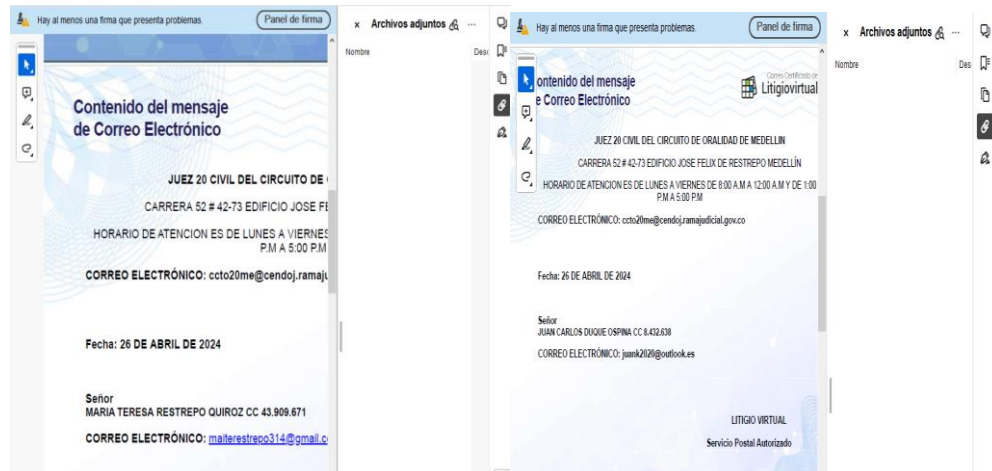 Hay al menos una firma que presenta problemas.
Panel de firma
x Archivos adjuntos
Nombre
Desc
Contenido del mensaje
de Correo Electrónico
JUEZ 20 CIVIL DEL CIRCUITO DE
CARRERA 52 # 42-73 EDIFICIO JOSE FE
HORARIO DE ATENCION ES DE LUNES A VIERNES
P.M A 5:00 P.M
CORREO ELECTRÓNICO: ccto20me@cendoj.ramaju
Fecha: 26 DE ABRIL DE 2024
Señor
MARIA TERESA RESTREPO QUIROZ CC 43.909.671
CORREO ELECTRÓNICO: maiterestrepo314@gmail.c
Hay al menos una firma que presenta problemas.
Panel de firma
x Archivos adjuntos
Nombre
Des
ontenido del mensaje
e Correo Electrónico
Correo Certificado de
Litigiovirtual
JUEZ 20 CIVIL DEL CIRCUITO DE ORALIDAD DE MEDELLIN
CARRERA 52 # 42-73 EDIFICIO JOSE FELIX DE RESTREPO MEDELLÍN
HORARIO DE ATENCION ES DE LUNES A VIERNES DE 8:00 A.M A 12:00 A.M Y DE 1:00
P.M A 5:00 P.M
CORREO ELECTRÓNICO: ccto20me@cendoj.ramajudicial.gov.co
Fecha: 26 DE ABRIL DE 2024
Señor
JUAN CARLOS DUQUE OSPINA CC 8.432.638
CORREO ELECTRÓNICO: juank2020@outlook.es
LITIGIO VIRTUAL
Servicio Postal Autorizado